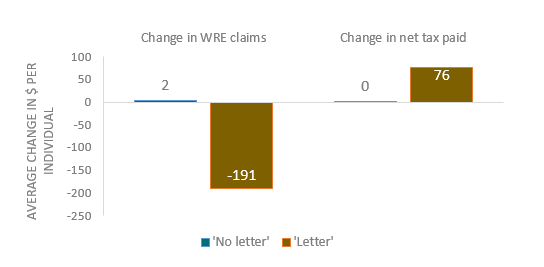 Change in WRE claims
Change in net tax paid
AVERAGE CHANGE IN $ PER
INDIVIDUAL
100
50
0
-50
-100
-150
-200
-250
2
-191
0
76
'No letter'
'Letter'